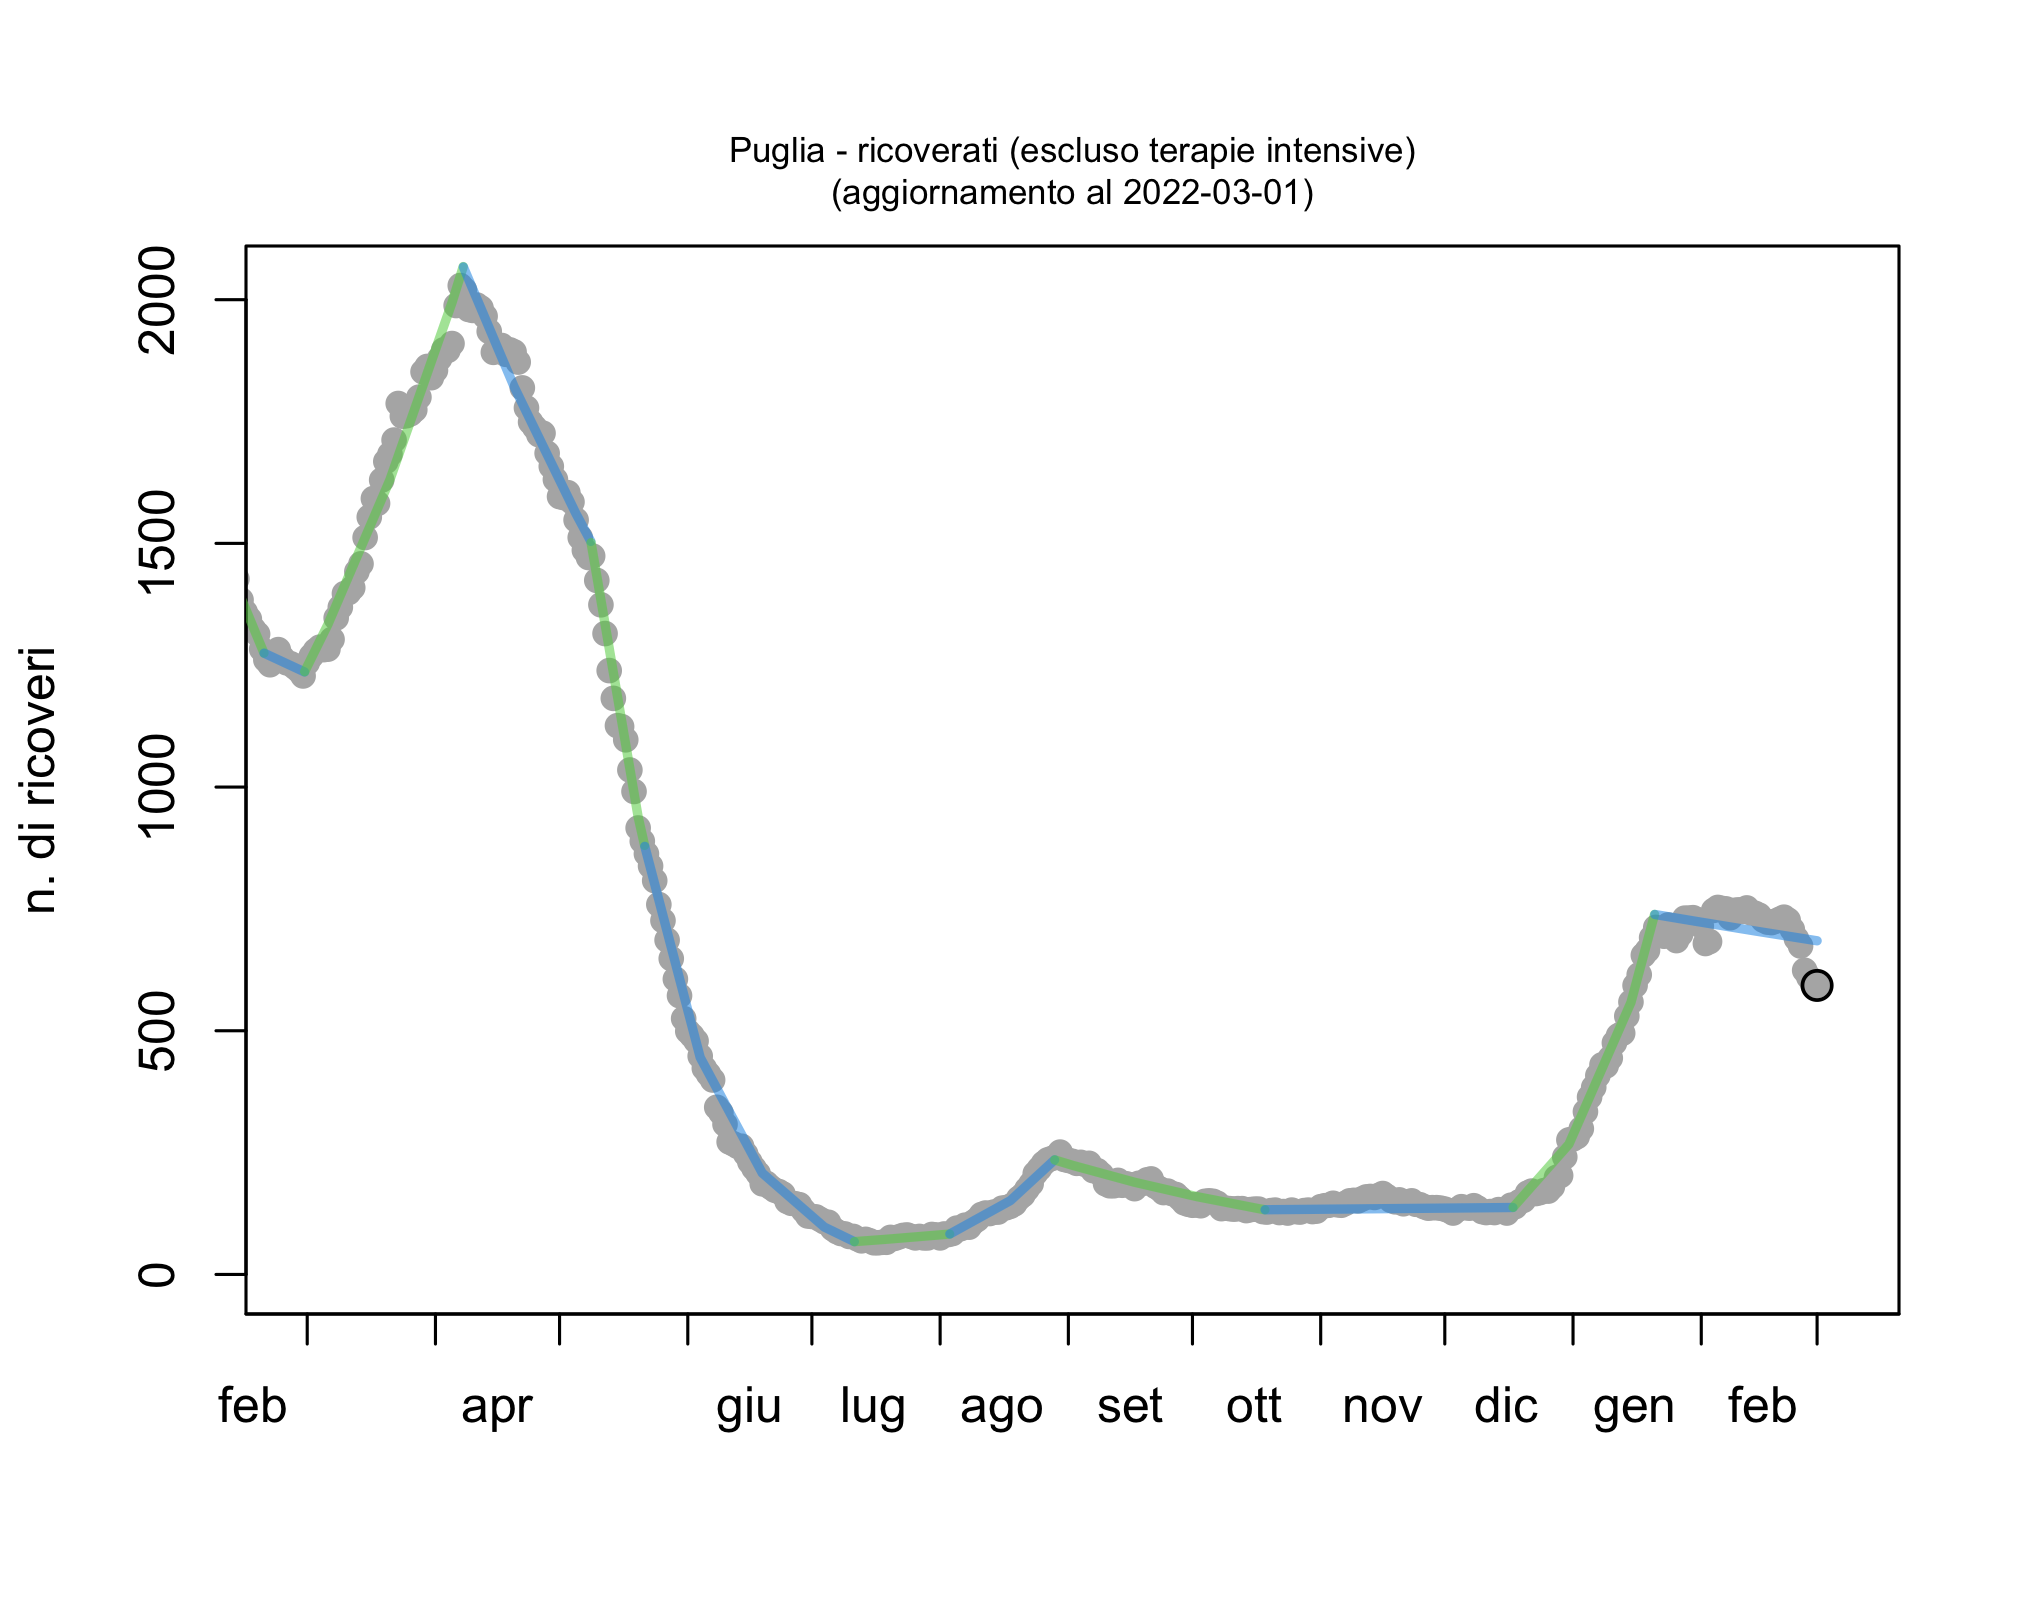 Puglia - ricoverati (escluso terapie intensive)
(aggiornamento al 2022-03-01)
n. di ricoveri
2000
1500
1000
500
0
feb apr giu lug ago set ott nov dic gen feb